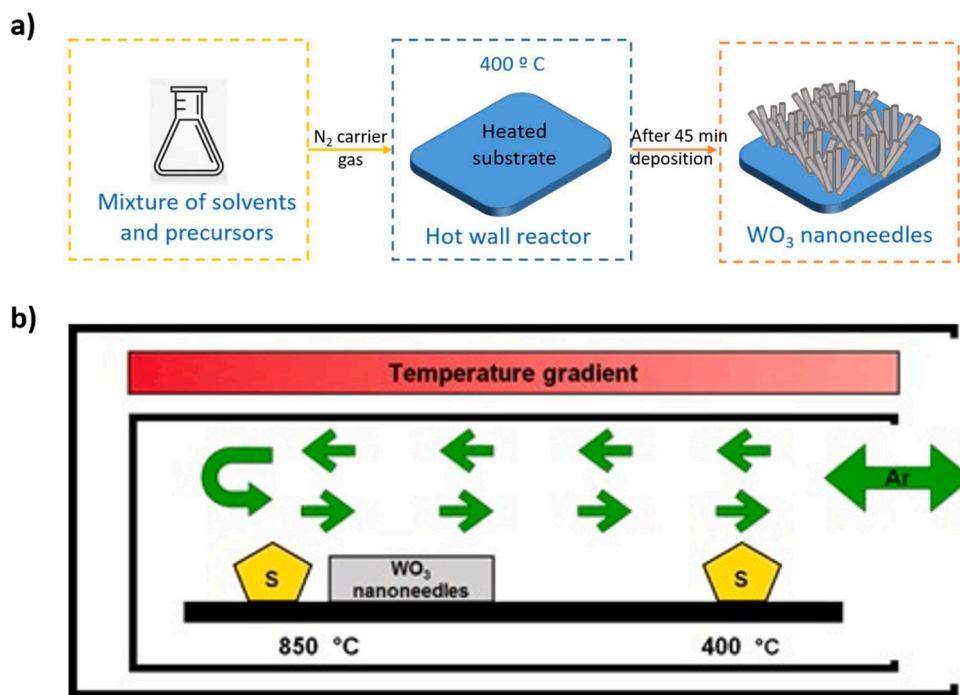 a)
400 º C
N₂ carrier
gas
Heated
substrate
After 45 min
deposition
Mixture of solvents
and precursors
Hot wall reactor
WO₃ nanoneedles
b)
Temperature gradient
Ar
S
WO₃
nanoneedles
S
850 °C
400 °C